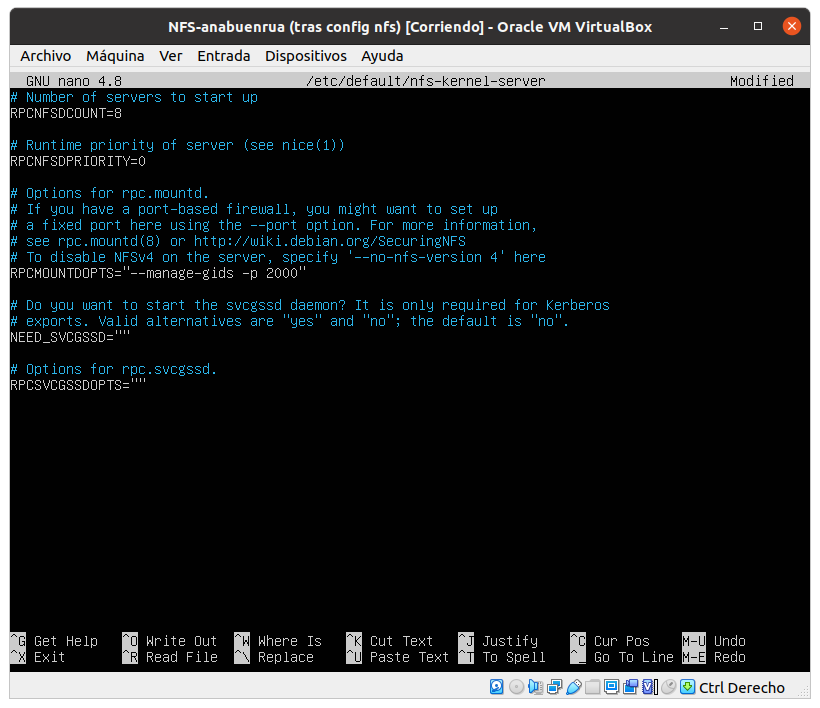 NFS-anabuenrua (tras config nfs) [Corriendo] - Oracle VM VirtualBox
Archivo Máquina Ver Entrada Dispositivos Ayuda
GNU nano 4.8 /etc/default/nfs-kernel-server Modified
# Number of servers to start up
RPCNFSDCOUNT=8
# Runtime priority of server (see nice(1))
RPCNFSDPRIORITY=0
# Options for rpc.mountd.
# If you have a port-based firewall, you might want to set up
# a fixed port here using the --port option. For more information,
# see rpc.mountd(8) or http://wiki.debian.org/SecuringNFS
# To disable NFSv4 on the server, specify '--no-nfs-version 4' here
RPCMOUNTDOPTS="--manage-gids -p 2000"
# Do you want to start the svcgssd daemon? It is only required for Kerberos
# exports. Valid alternatives are "yes" and "no"; the default is "no".
NEED_SVCGSSD=""
# Options for rpc.svcgssd.
RPCSVCGSSDOPTS=""
^G Get Help ^O Write Out ^W Where Is ^K Cut Text ^J Justify ^C Cur Pos M-U Undo
^X Exit ^R Read File ^\ Replace ^U Paste Text ^T To Spell ^_ Go To Line M-E Redo
Ctrl Derecho